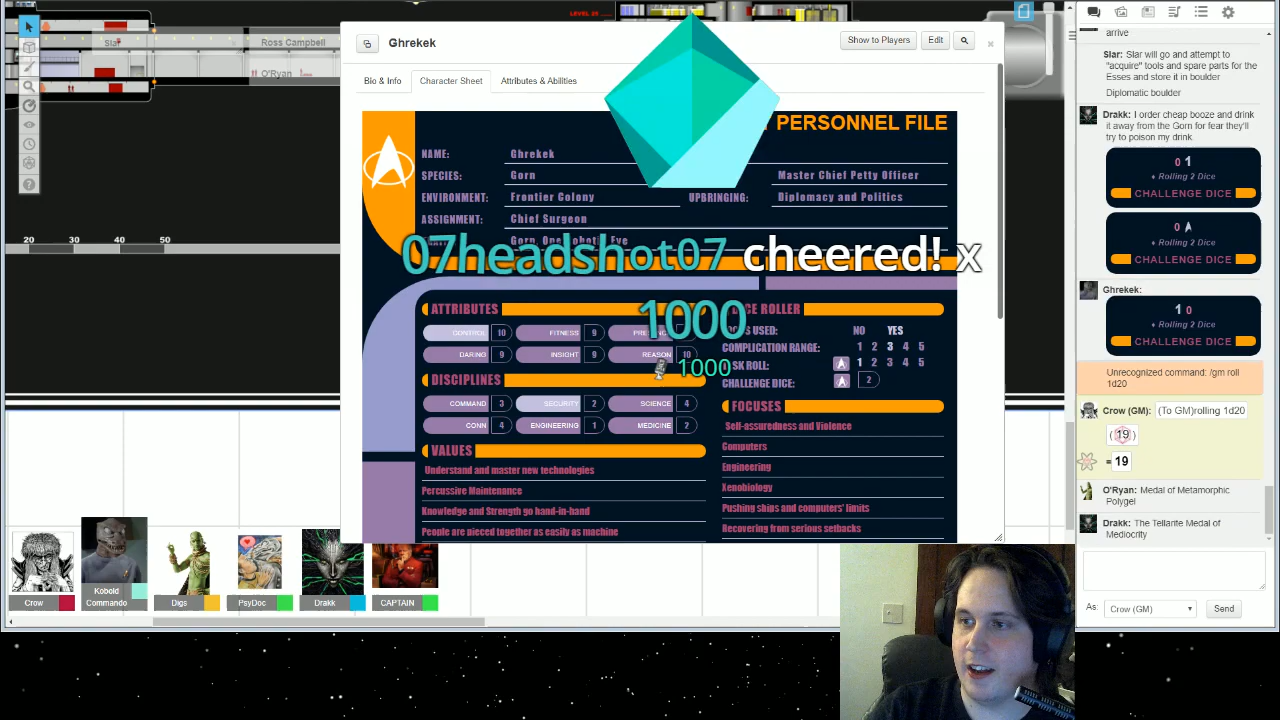 LEVEL
Slar
Ross Campbell
O'Ryan
20 30 40 50
Ghrekek
Show to Players
Edit
Bio & Info
Character Sheet
Attributes & Abilities
PERSONNEL FILE
NAME: Ghrekek
SPECIES: Gorn
Master Chief Petty Officer
ENVIRONMENT: Frontier Colony
UPBRINGING: Diplomacy and Politics
ASSIGNMENT: Chief Surgeon
07headshot07 cheered! x
1000
1000
ATTRIBUTES
CONTROL 10
FITNESS 9
DARING 9
INSIGHT 9
REASON 10
DISCIPLINES
COMMAND 3
SECURITY 2
SCIENCE 4
CONN 4
ENGINEERING 1
MEDICINE 2
VALUES
Understand and master new technologies
Percussive Maintenance
Knowledge and Strength go hand-in-hand
People are pieced together as easily as machine
DICE ROLLER
NO YES
COMPLICATION RANGE: 1 2 3 4 5
1 2 3 4 5
CHALLENGE DICE: 2
FOCUSES
Self-assuredness and Violence
Computers
Engineering
Xenobiology
Pushing ships and computers' limits
Recovering from serious setbacks
Crow
Kobold
Commando
Digs
PsyDoc
Drakk
CAPTAIN
arrive
Slar: Slar will go and attempt to
"acquire" tools and spare parts for the
Esses and store it in boulder
Diplomatic boulder
Drakk: I order cheap booze and drink
it away from the Gorn for fear they'll
try to poison my drink.
0 1
Rolling 2 Dice
CHALLENGE DICE
0
Rolling 2 Dice
CHALLENGE DICE
Ghrekek:
1 0
Rolling 2 Dice
CHALLENGE DICE
Unrecognized command: /gm roll
1d20
Crow (GM): (To GM)rolling 1d20
(19)
= 19
O'Ryan: Medal of Metamorphic
Polygel
Drakk: The Tellarite Medal of
Mediocrity
As: Crow (GM)
Send